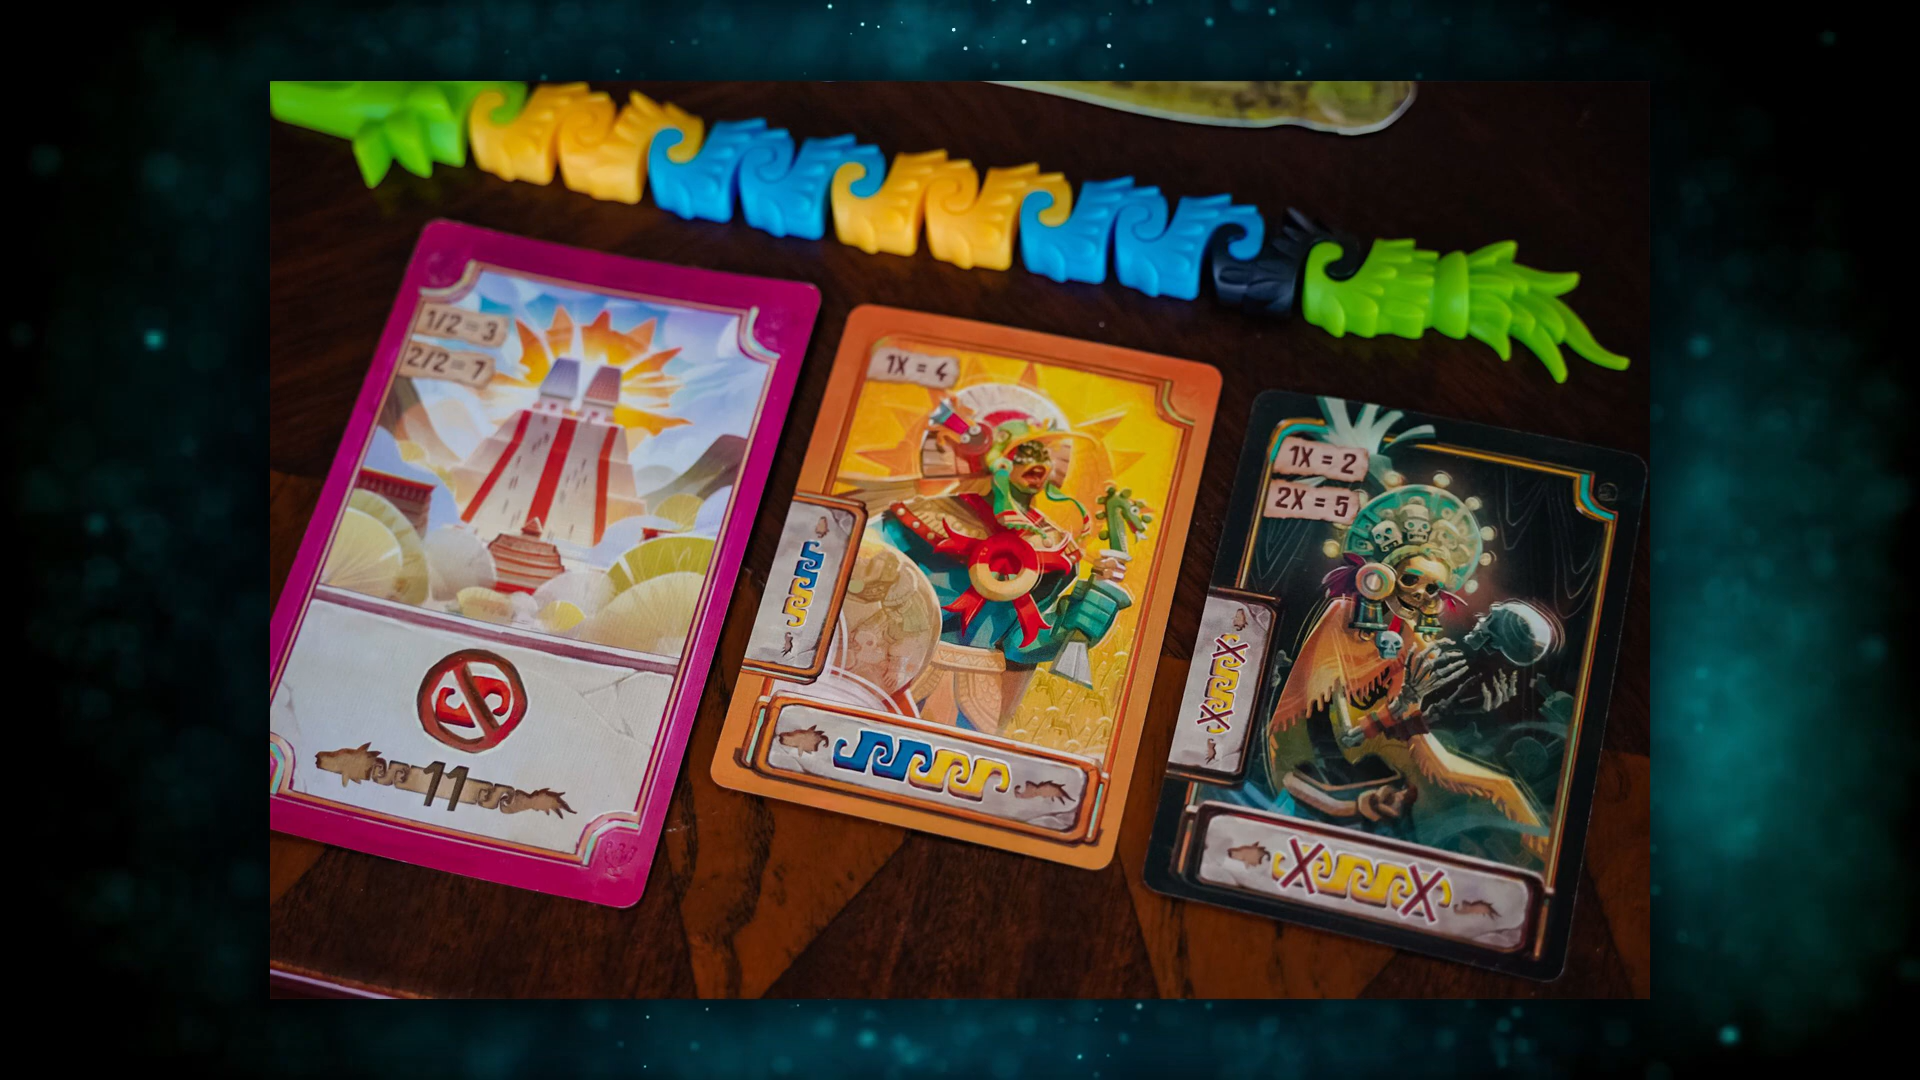 1/2=3
2/2=7
11
1X = 4
1X = 2
2X = 5